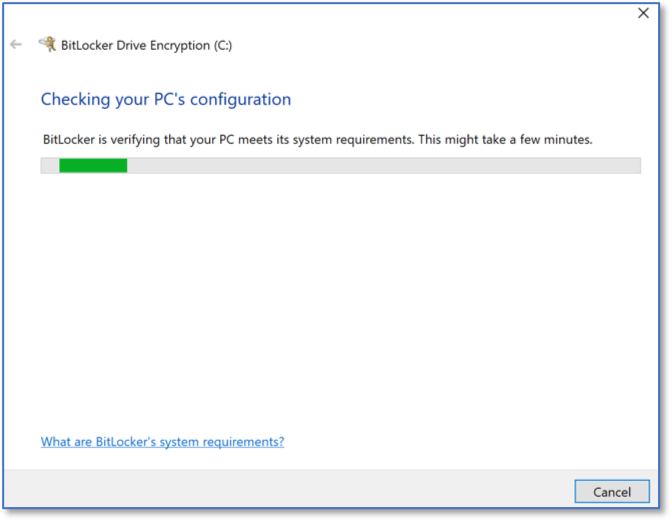 BitLocker Drive Encryption (C:)
Checking your PC's configuration
BitLocker is verifying that your PC meets its system requirements. This might take a few minutes.
What are BitLocker's system requirements?
Cancel